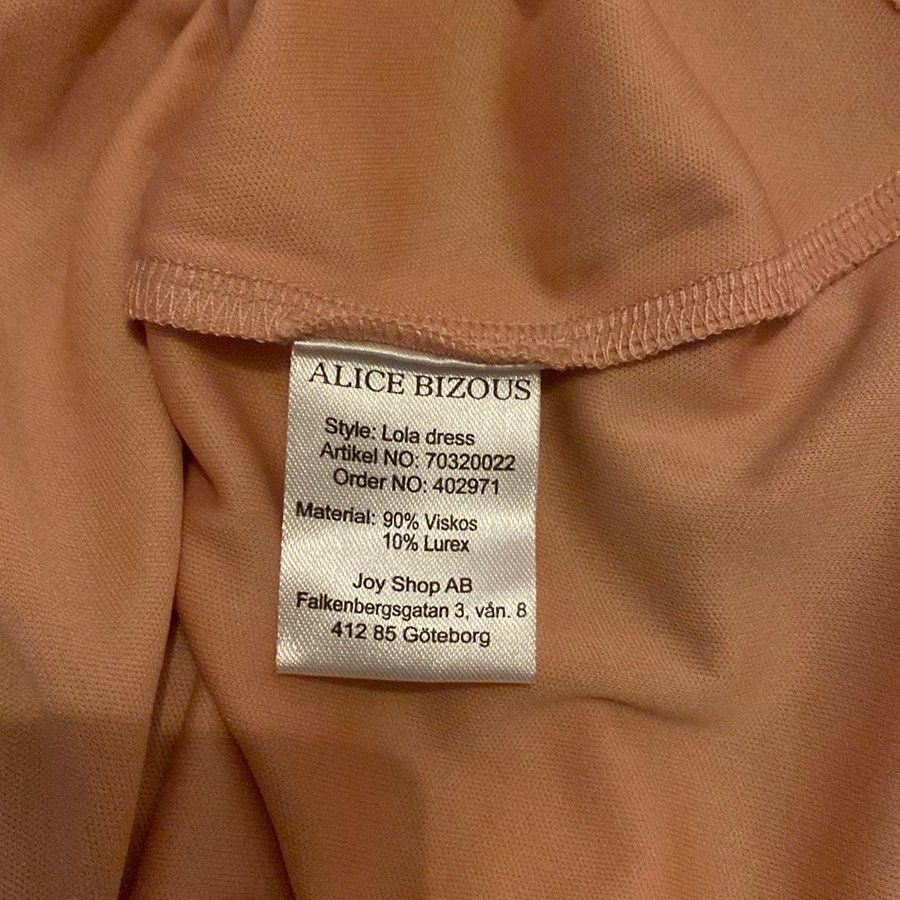 ALICE BIZOUS
Style: Lola dress
Artikel NO: 70320022
Order NO: 402971
Material: 90% Viskos
10% Lurex
Joy Shop AB
Falkenbergsgatan 3, vån. 8
412 85 Göteborg